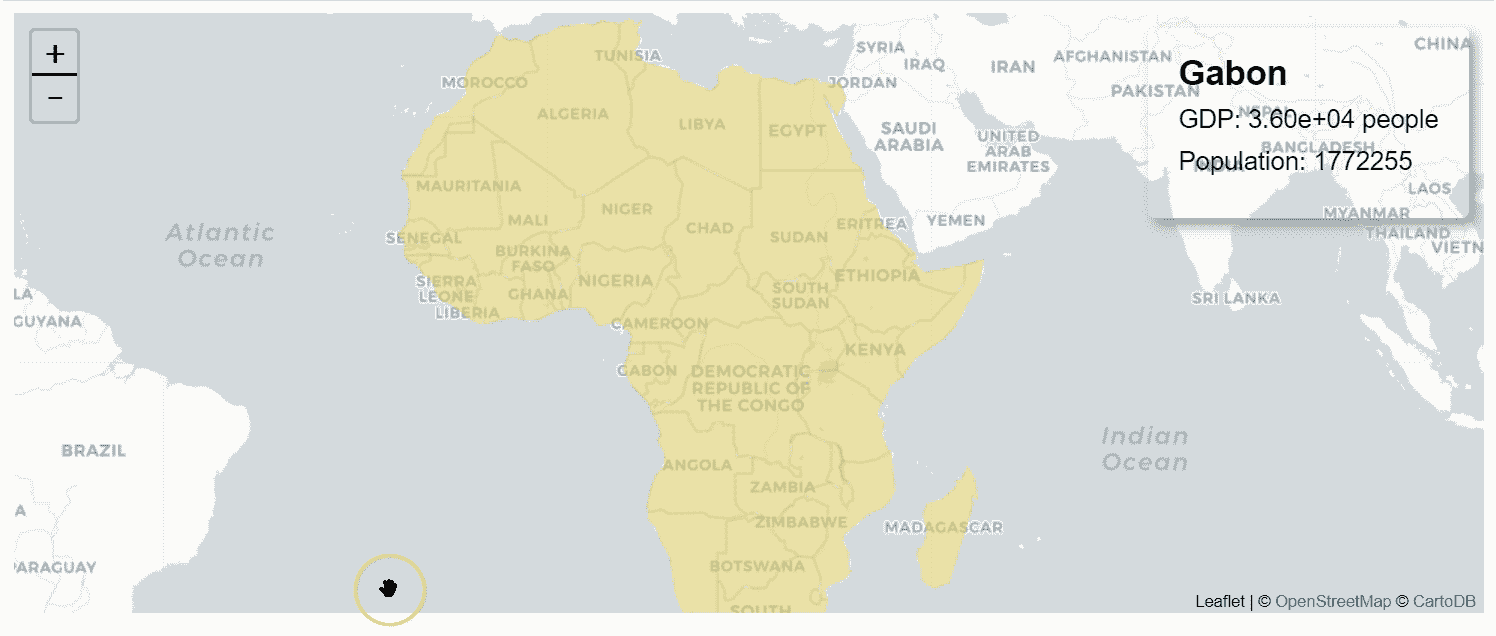 +
−
Gabon
GDP: 3.60e+04 people
Population: 1772255
TUNISIA
MOROCCO
ALGERIA
LIBYA
EGYPT
JORDAN
SYRIA
IRAQ
IRAN
AFGHANISTAN
CHINA
PAKISTAN
NEPAL
BANGLADESH
INDIA
SAUDI
ARABIA
UNITED
ARAB
EMIRATES
LAOS
MYANMAR
THAILAND
VIETN
MAURITANIA
MALI
NIGER
CHAD
SUDAN
ERITREA
YEMEN
Atlantic
Ocean
SENEGAL
BURKINA
FASO
NIGERIA
ETHIOPIA
SIERRA
LEONE
GHANA
LIBERIA
SOUTH
SUDAN
SRI LANKA
LA
GUYANA
CAMEROON
KENYA
GABON
DEMOCRATIC
REPUBLIC OF
THE CONGO
BRAZIL
Indian
Ocean
ANGOLA
ZAMBIA
A
ZIMBABWE
MADAGASCAR
PARAGUAY
BOTSWANA
SOUTH
Leaflet | © OpenStreetMap © CartoDB